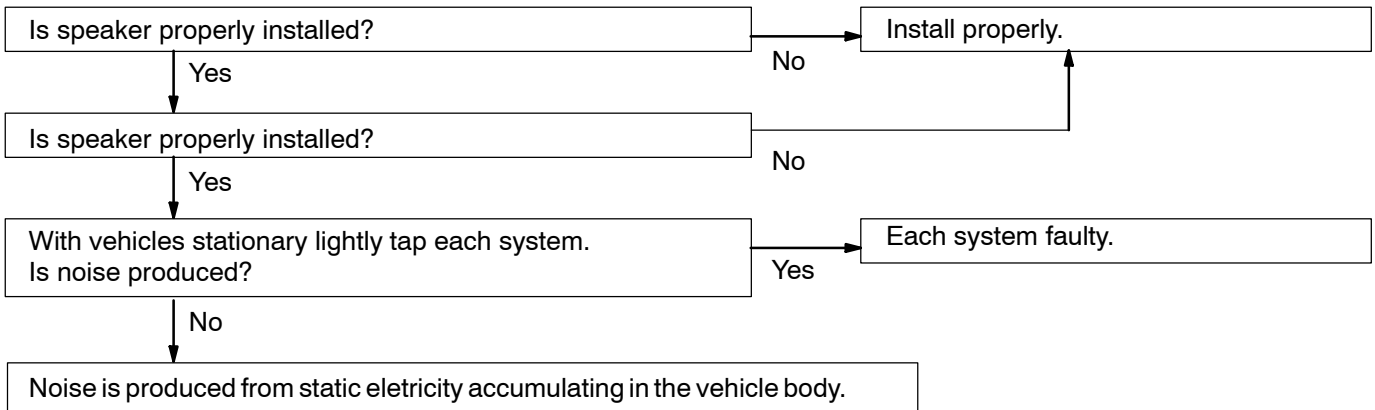 Is speaker properly installed?
No
Install properly.
Yes
Is speaker properly installed?
No
Yes
With vehicles stationary lightly tap each system.
Is noise produced?
Yes
Each system faulty.
No
Noise is produced from static eletricity accumulating in the vehicle body.